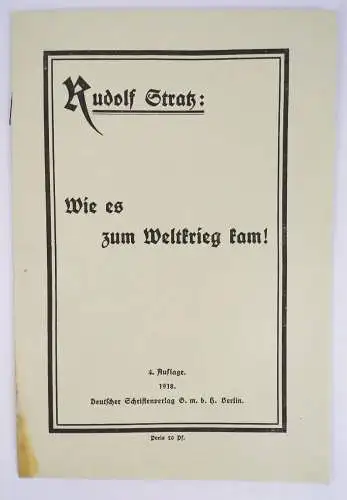 Rudolf Stratz:
Wie es
zum Weltkrieg kam!
4. Auflage.
1918.
Deutscher Schriftenverlag G. m. b. H. Berlin.
Preis 20 Pf.